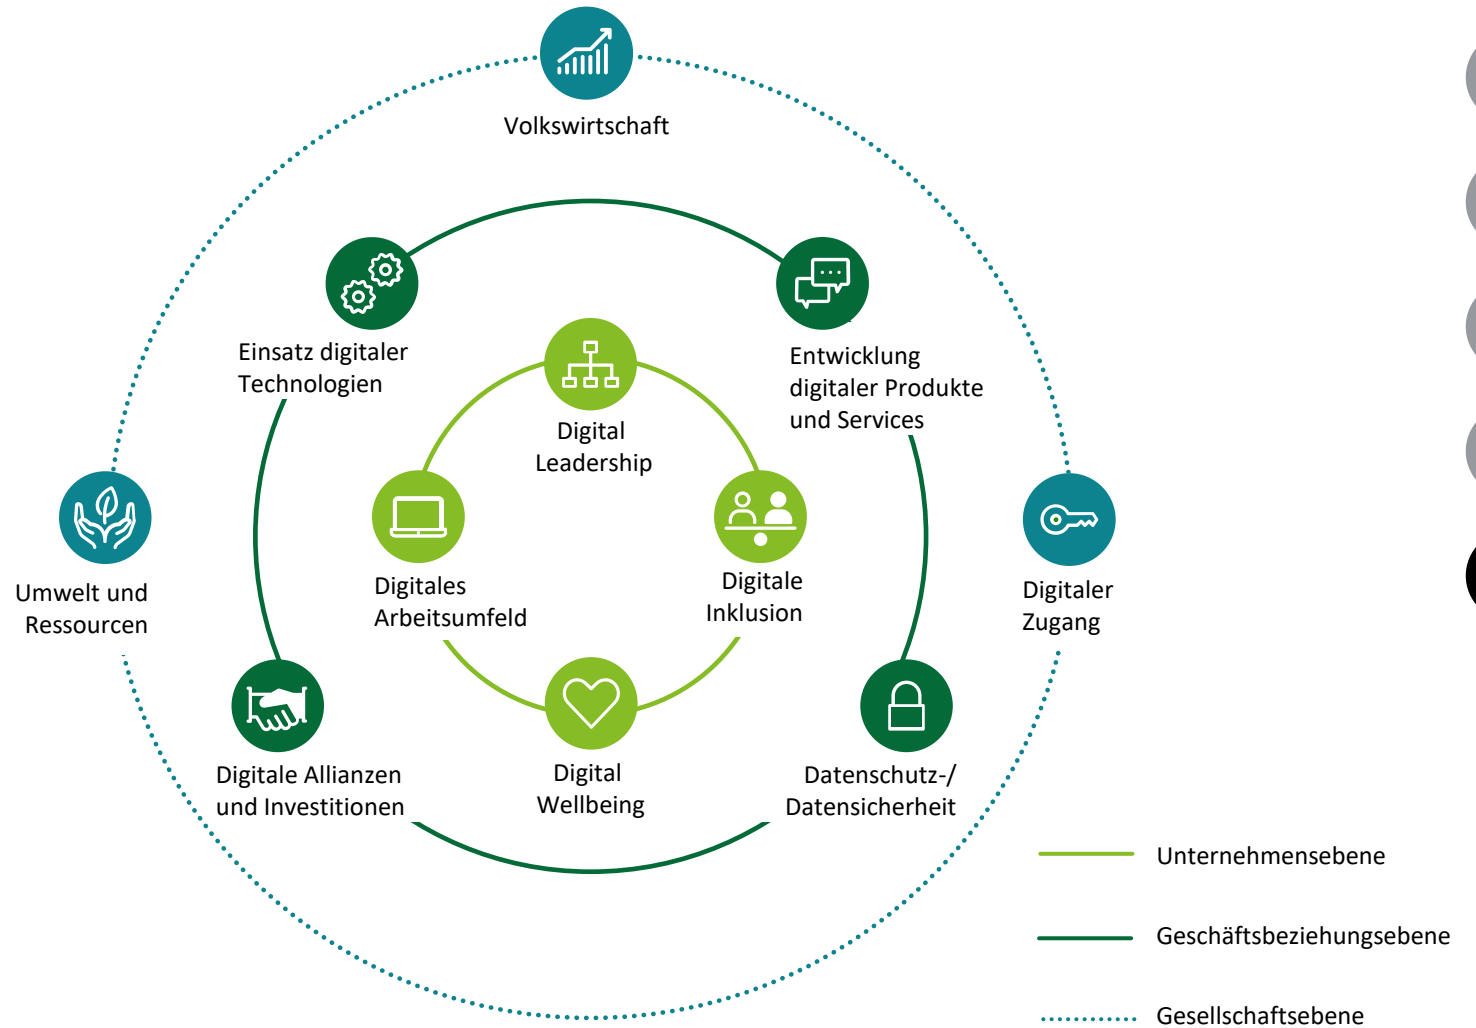 Volkswirtschaft
Einsatz digitaler
Technologien
Entwicklung
digitaler Produkte
und Services
Digital
Leadership
Digitales
Arbeitsumfeld
Digitale
Inklusion
Umwelt und
Ressourcen
Digitaler
Zugang
Digitale Allianzen
und Investitionen
Digital
Wellbeing
Datenschutz-/
Datensicherheit
Unternehmensebene
Geschäftsbeziehungsebene
Gesellschaftsebene